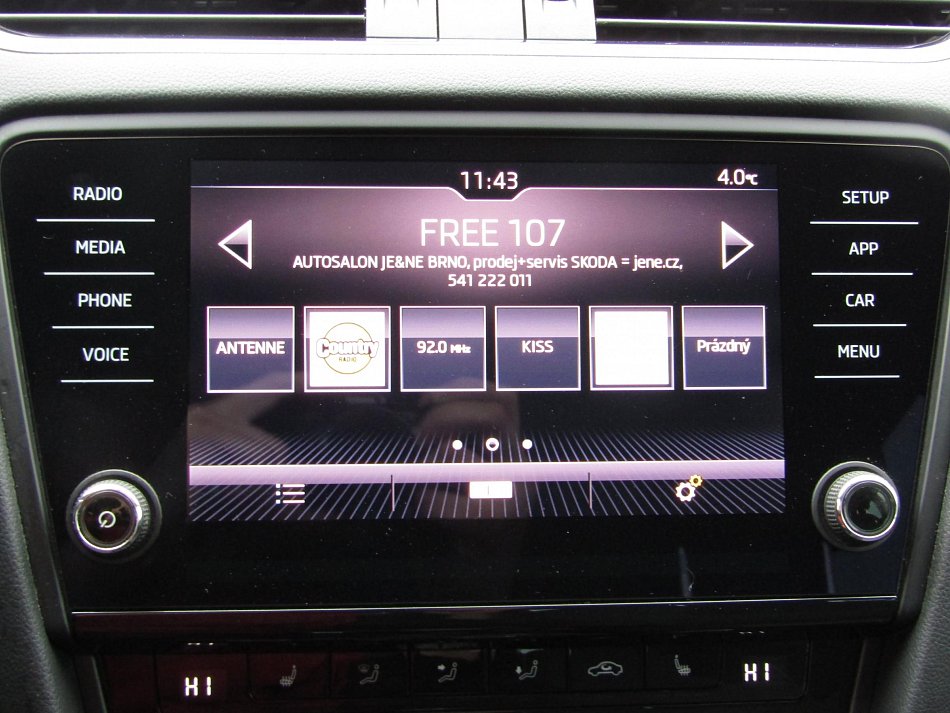 11:43
4.0°C
RADIO
MEDIA
PHONE
VOICE
FREE 107
AUTOSALON JE&NE BRNO, prodej+servis SKODA = jene.cz,
541 222 011
ANTENNE
Country
RADIO
92.0 MHz
KISS
Prázdný
SETUP
APP
CAR
MENU
HI
HI